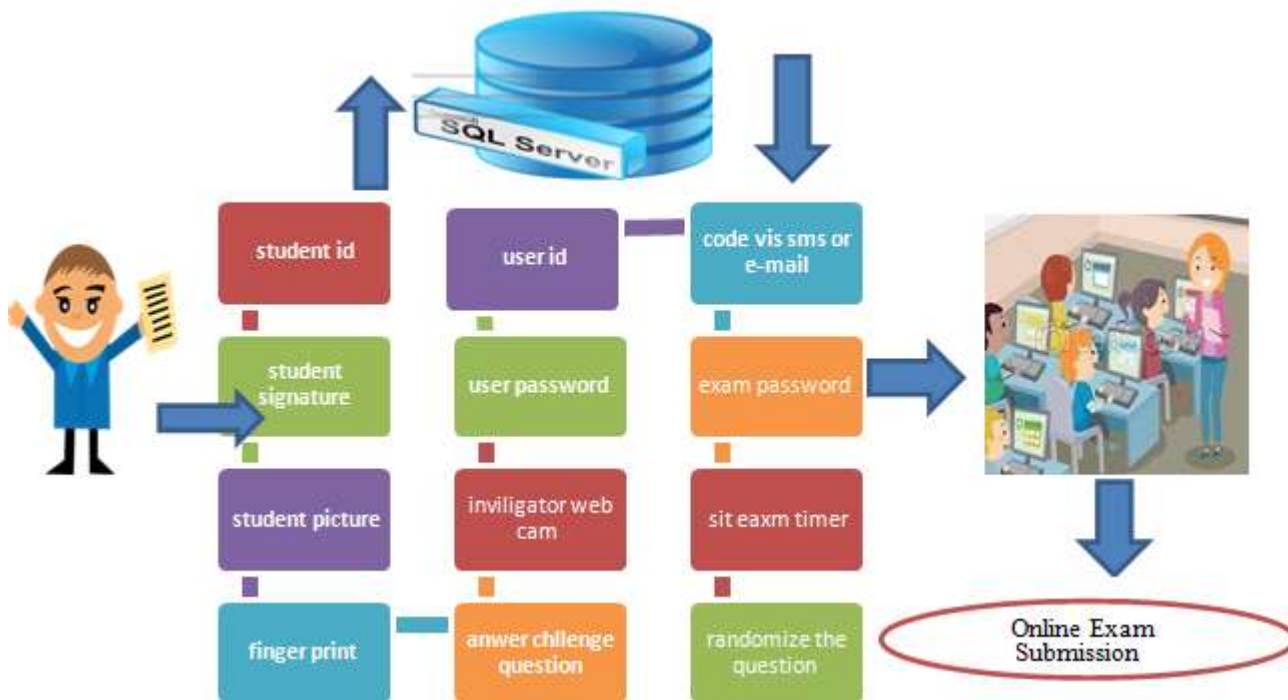 SQL Server
student id
user id
code vis sms or
e-mail
student
signature
user password
exam password
student picture
inviligator web
cam
sit eaxm timer
finger print
anwer chllenge
question
randomize the
question
Online Exam
Submission